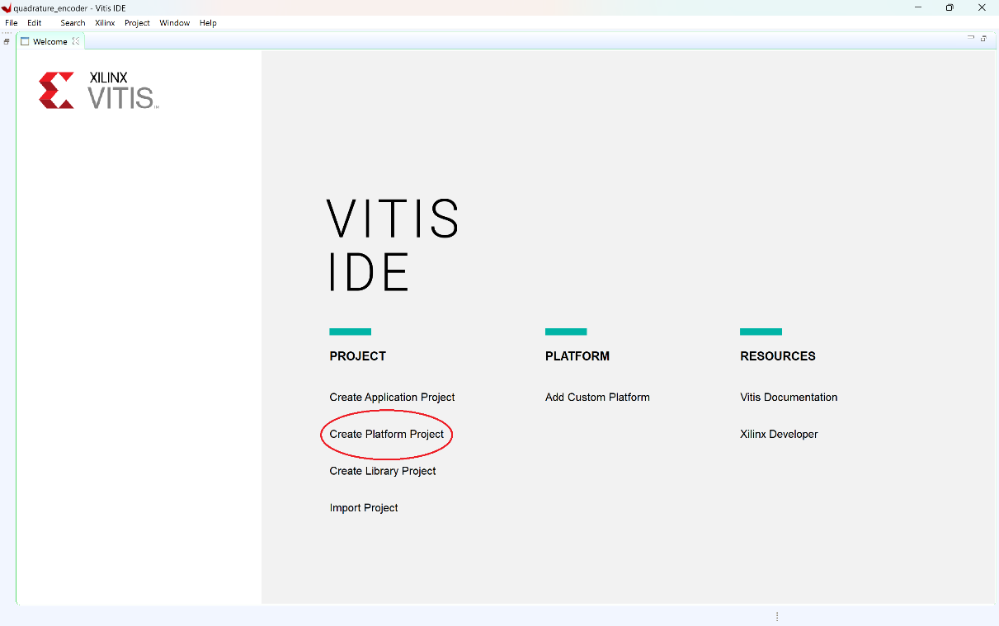 quadrature_encoder - Vitis IDE
File Edit Search Xilinx Project Window Help
Welcome
XILINX
VITIS™
VITIS
IDE
PROJECT PLATFORM RESOURCES
Create Application Project Add Custom Platform Vitis Documentation
Create Platform Project Xilinx Developer
Create Library Project
Import Project